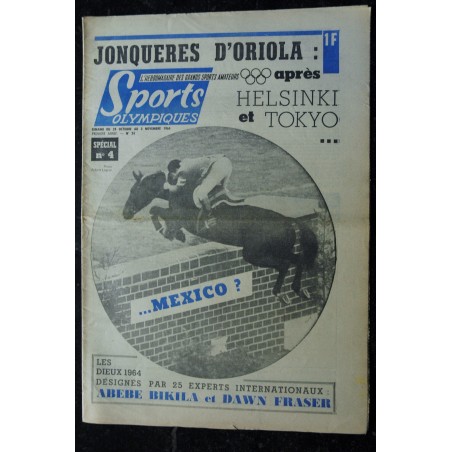 JONQUERES D'ORIOLA :
1F
L'HEBDOMADAIRE DES GRANDS SPORTS AMATEURS
après
Sports
OLYMPIQUES
HELSINKI
et TOKYO
...
SPÉCIAL
n° 4
...MEXICO ?
LES
DIEUX 1964
DÉSIGNÉS PAR 25 EXPERTS INTERNATIONAUX :
ABEBE BIKILA et DAWN FRASER